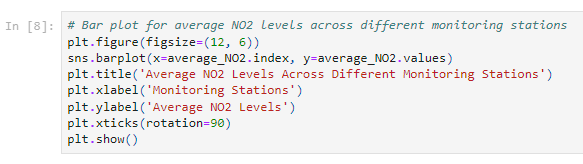 In [8]:
# Bar plot for average NO2 levels across different monitoring stations
plt.figure(figsize=(12, 6))
sns.barplot(x=average_NO2.index, y=average_NO2.values)
plt.title('Average NO2 Levels Across Different Monitoring Stations')
plt.xlabel('Monitoring Stations')
plt.ylabel('Average NO2 Levels')
plt.xticks(rotation=90)
plt.show()